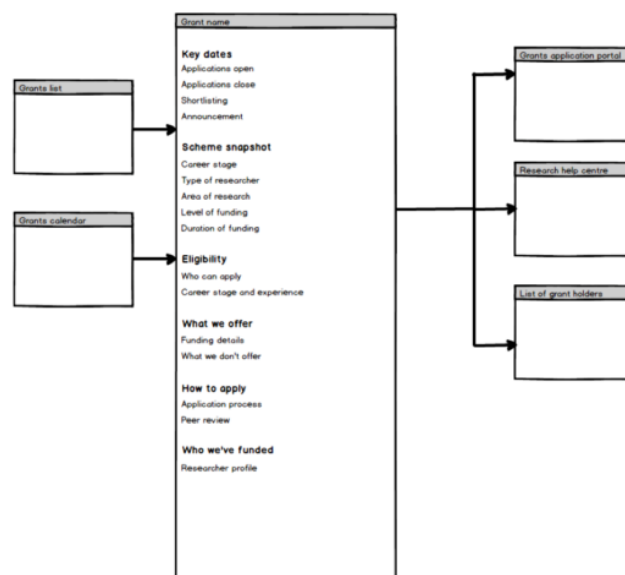 Grants list
Grants calendar
Grant name
Key dates
Applications open
Applications close
Shortlisting
Announcement
Scheme snapshot
Career stage
Type of researcher
Area of research
Level of funding
Duration of funding
Eligibility
Who can apply
Career stage and experience
What we offer
Funding details
What we don't offer
How to apply
Application process
Peer review
Who we've funded
Researcher profile
Grants application portal
Research help centre
List of grant holders